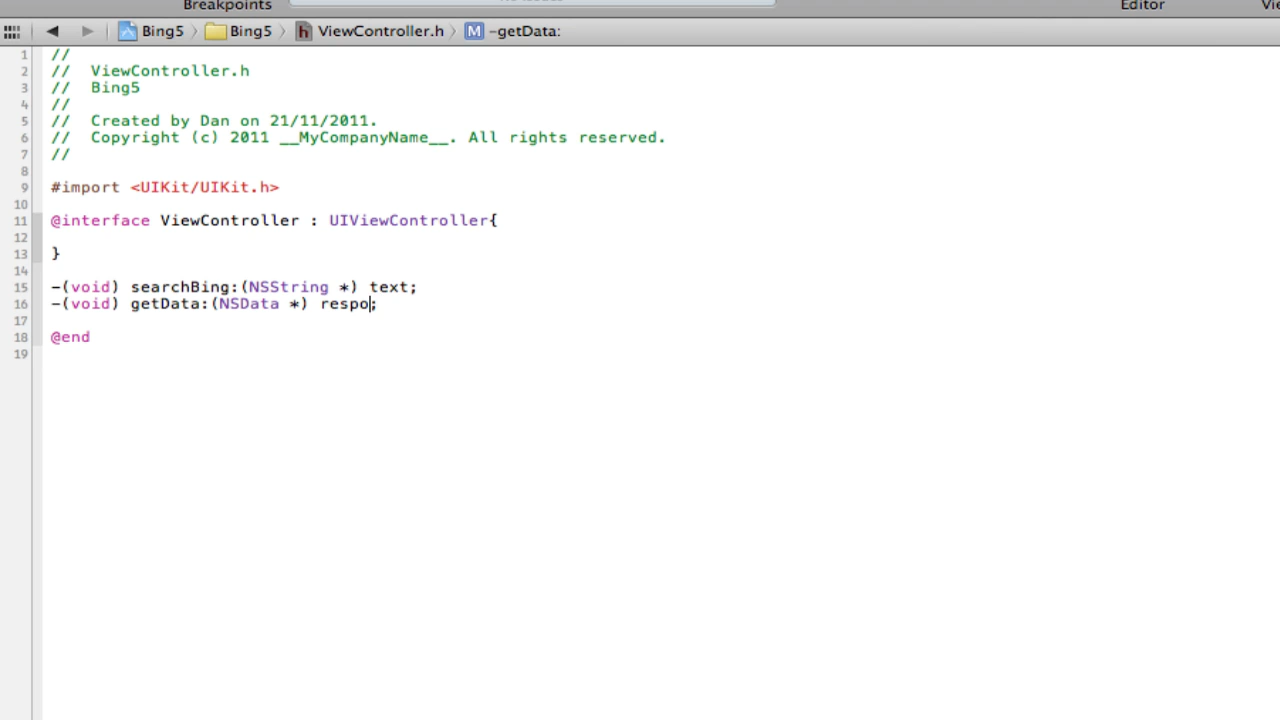 Breakpoints Editor
Bing5 Bing5 ViewController.h M -getData:
1 //
2 // ViewController.h
3 // Bing5
4 //
5 // Created by Dan on 21/11/2011.
6 // Copyright (c) 2011 __MyCompanyName__. All rights reserved.
7 //
8
9 #import <UIKit/UIKit.h>
10
11 @interface ViewController : UIViewController{
12
13 }
14
15 -(void) searchBing:(NSString *) text;
16 -(void) getData:(NSData *) respo;
17
18 @end
19